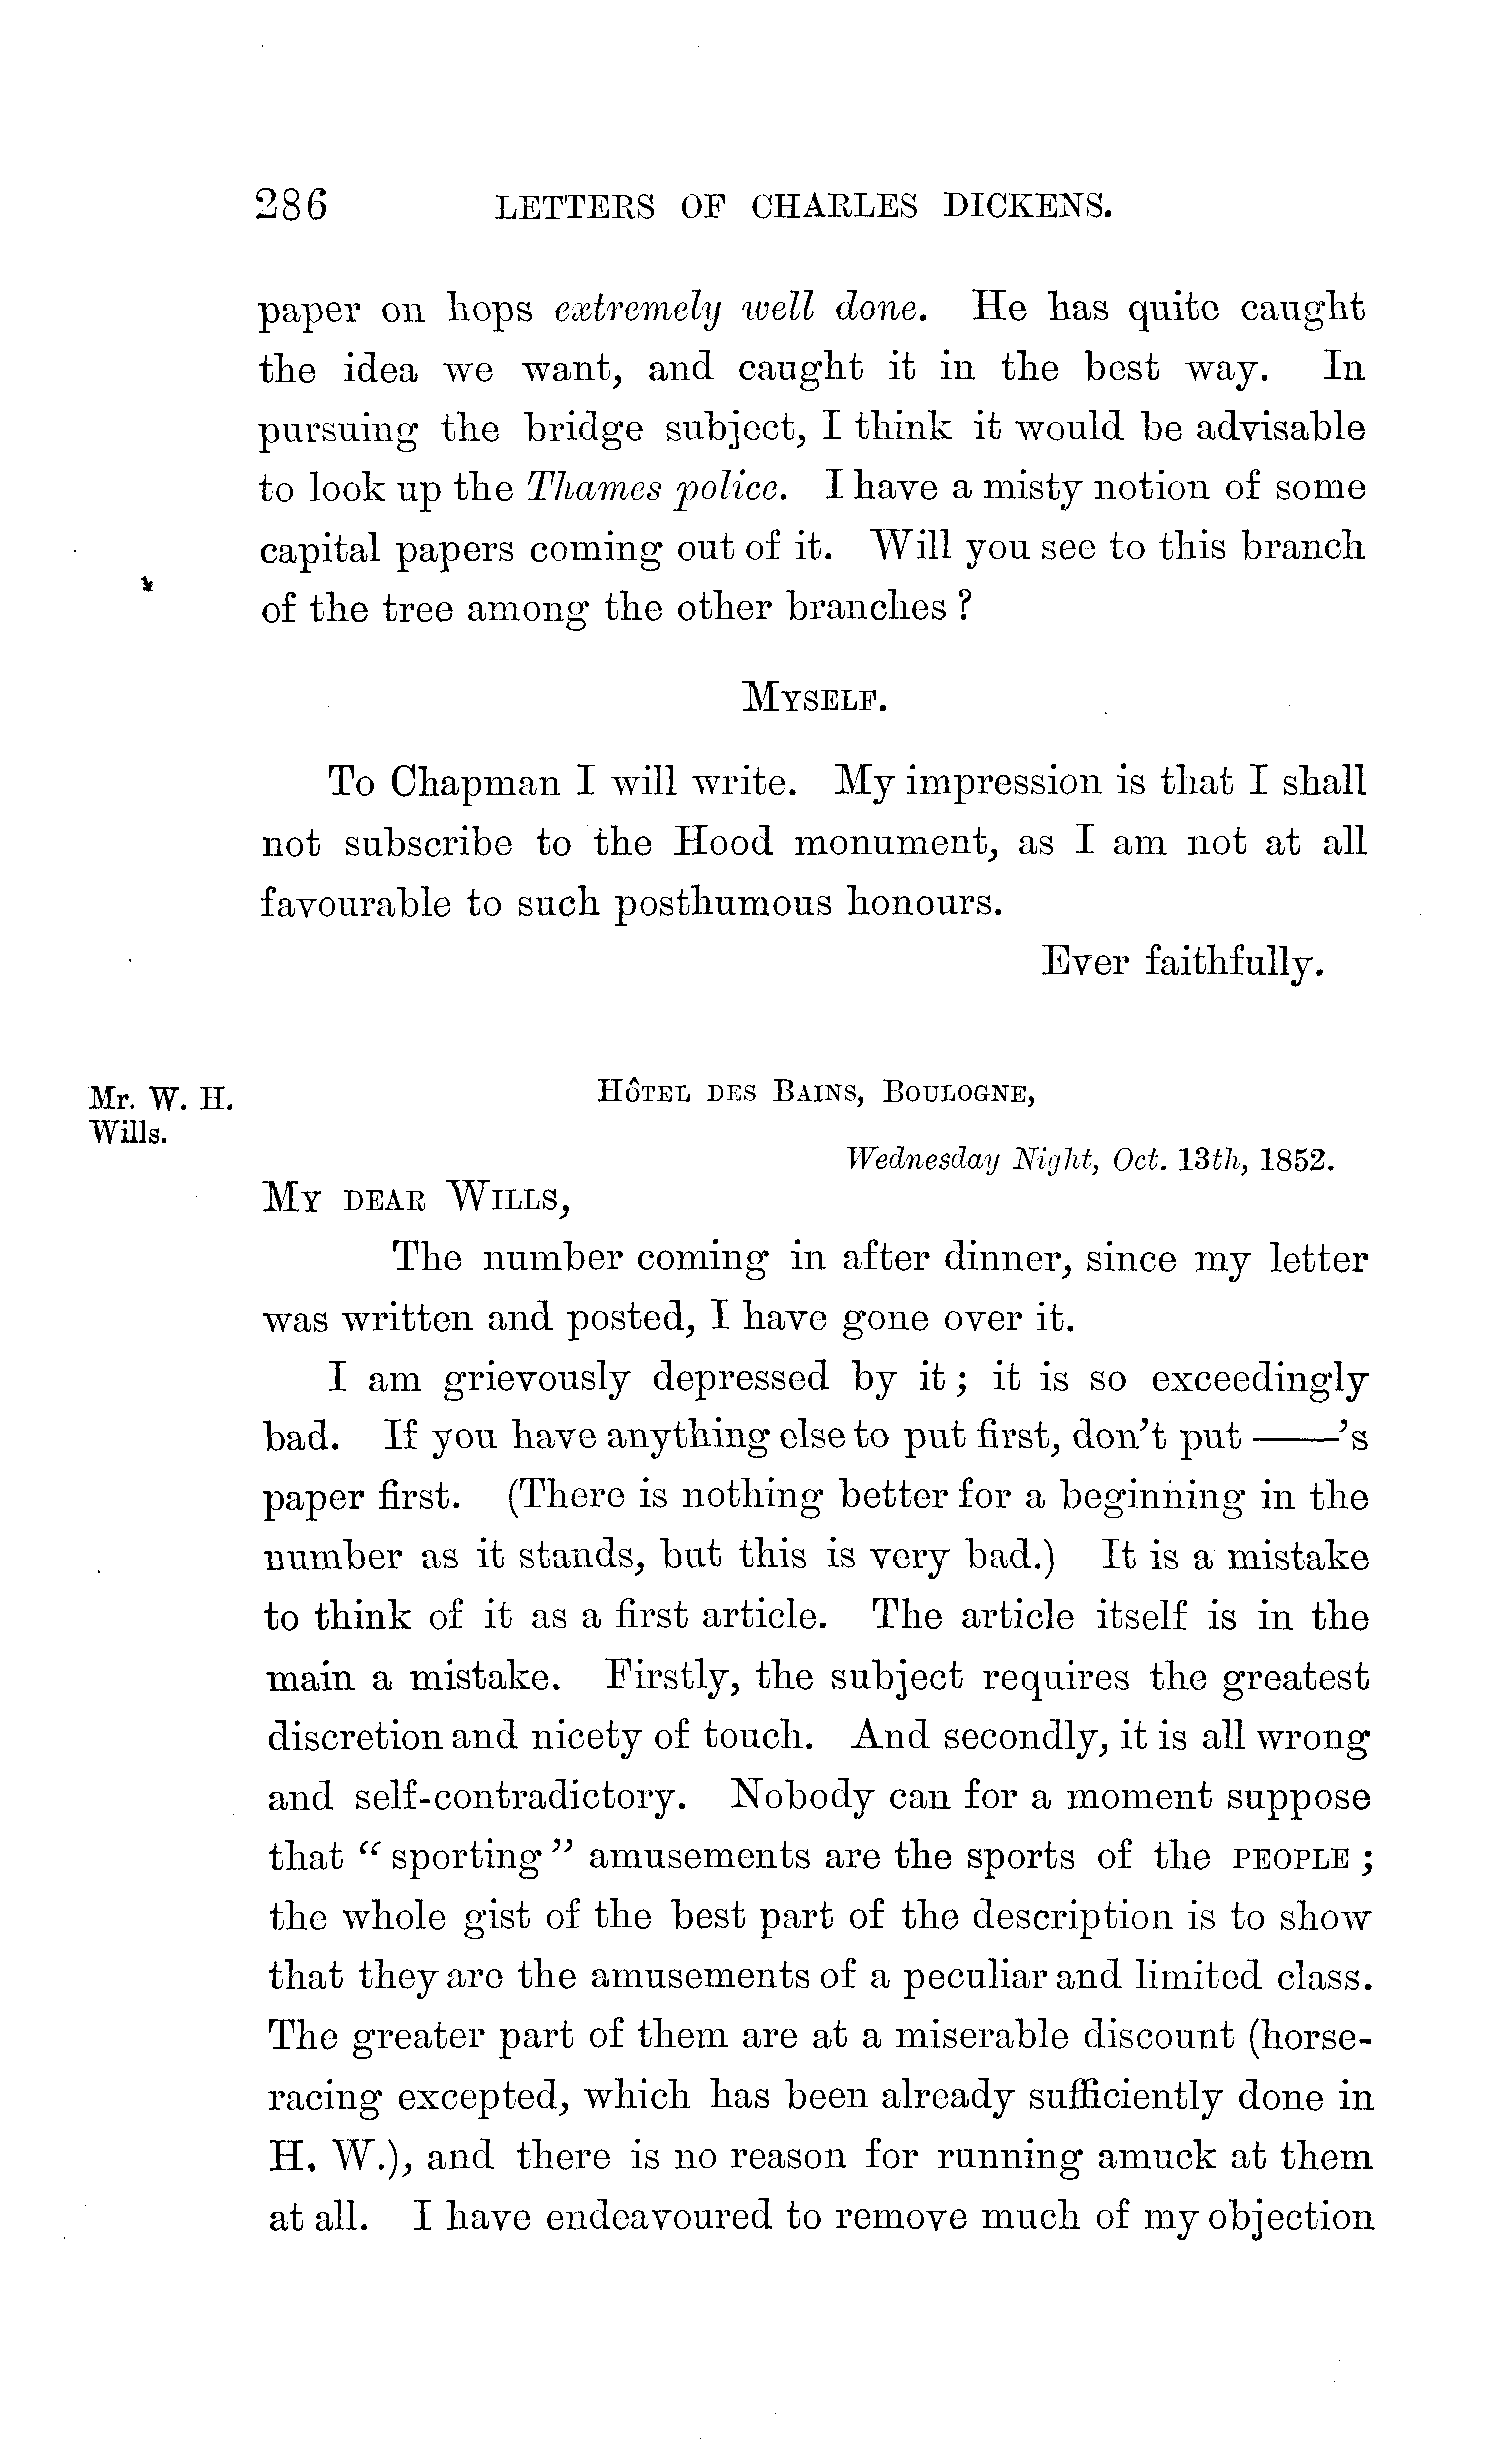 286 LETTERS OF CHARLES DICKENS.
paper on hops extremely well done. He has quite caught
the idea we want, and caught it in the best way. In
pursuing the bridge subject, I think it would be advisable
to look up the Thames police. I have a misty notion of some
capital papers coming out of it. Will you see to this branch
of the tree among the other branches ?
MYSELF.
To Chapman I will write. My impression is that I shall
not subscribe to the Hood monument, as I am not at all
favourable to such posthumous honours.
Ever faithfully.
Mr. W. H.
Wills.
HÔTEL DES BAINS, BOULOGNE,
Wednesday Night, Oct. 13th, 1852.
MY DEAR WILLS,
The number coming in after dinner, since my letter
was written and posted, I have gone over it.
I am grievously depressed by it ; it is so exceedingly
bad. If you have anything else to put first, don't put ——'s
paper first. (There is nothing better for a beginning in the
number as it stands, but this is very bad.) It is a mistake
to think of it as a first article. The article itself is in the
main a mistake. Firstly, the subject requires the greatest
discretion and nicety of touch. And secondly, it is all wrong
and self-contradictory. Nobody can for a moment suppose
that “ sporting ” amusements are the sports of the PEOPLE ;
the whole gist of the best part of the description is to show
that they are the amusements of a peculiar and limited class.
The greater part of them are at a miserable discount (horse-
racing excepted, which has been already sufficiently done in
H. W.), and there is no reason for running amuck at them
at all. I have endeavoured to remove much of my objection